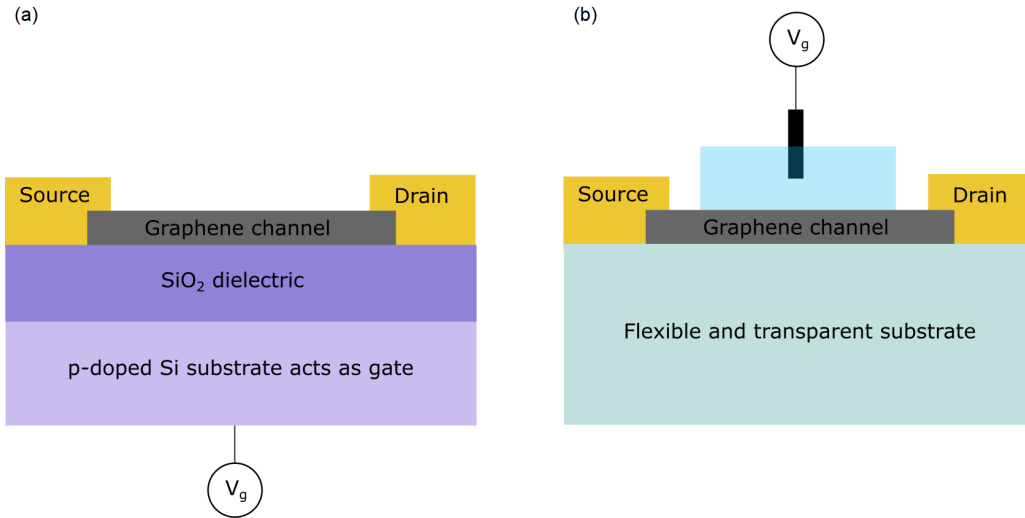 (a)
Source
Drain
Graphene channel
SiO₂ dielectric
p-doped Si substrate acts as gate
Vg
(b)
Vg
Source
Drain
Graphene channel
Flexible and transparent substrate